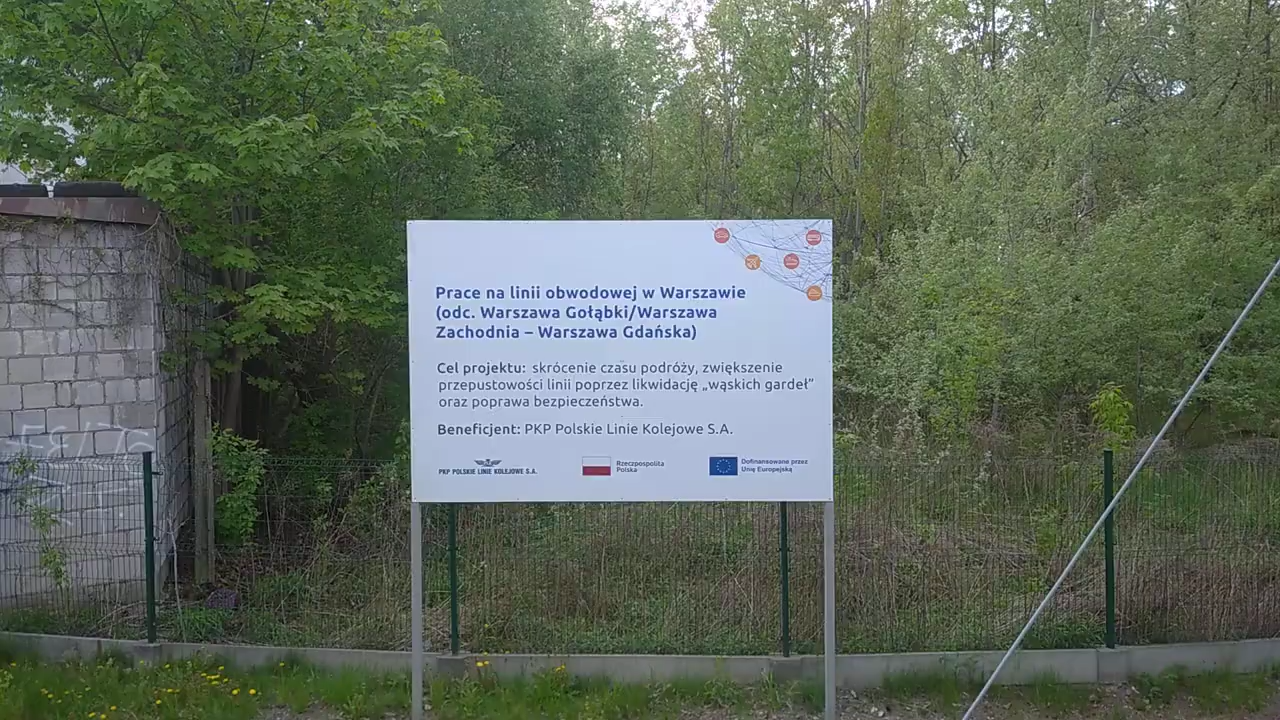 Prace na linii obwodowej w Warszawie
(odc. Warszawa Gołąbki/Warszawa
Zachodnia – Warszawa Gdańska)
Cel projektu: skrócenie czasu podróży, zwiększenie
przepustowości linii poprzez likwidację „wąskich gardeł”
oraz poprawa bezpieczeństwa.
Beneficjent: PKP Polskie Linie Kolejowe S.A.
PKP POLSKIE LINIE KOLEJOWE S.A.
Rzeczpospolita
Polska
Dofinansowane przez
Unię Europejską